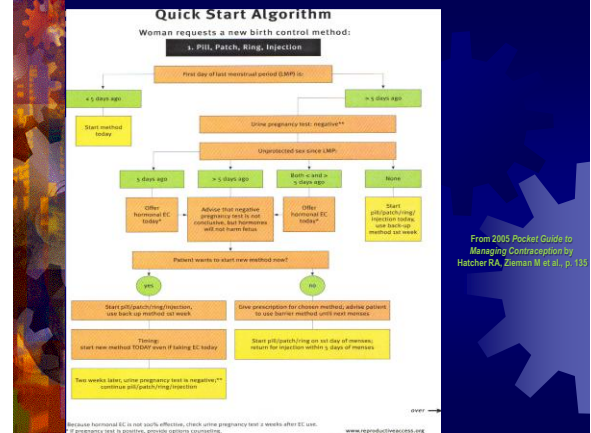 Quick Start Algorithm
Woman requests a new birth control method:
1. Pill, Patch, Ring, Injection
First day of last menstrual period (LMP) is:
≤ 5 days ago
> 5 days ago
Start method
today
Urine pregnancy test: negative**
Unprotected sex since LMP:
5 days ago
> 5 days ago
Both < and >
5 days ago
None
Offer
hormonal EC
today*
Advise that negative
pregnancy test is not
conclusive, but hormones
will not harm fetus
Offer
hormonal EC
today*
Start
pill/patch/ring/
injection today,
use back-up
method 1st week
Patient wants to start new method now?
yes
no
Start pill/patch/ring/injection,
use back up method 1st week
Give prescription for chosen method; advise patient
to use barrier method until next menses
Timing:
start new method TODAY even if taking EC today
Start pill/patch/ring on 1st day of menses;
return for injection within 5 days of menses
Two weeks later, urine pregnancy test is negative;**
continue pill/patch/ring/injection
over
Because hormonal EC is not 100% effective, check urine pregnancy test 2 weeks after EC use.
* If pregnancy test is positive, provide options counseling.
www.reproductiveaccess.org
From 2005 Pocket Guide to
Managing Contraception by
Hatcher RA, Zieman M et al., p. 135